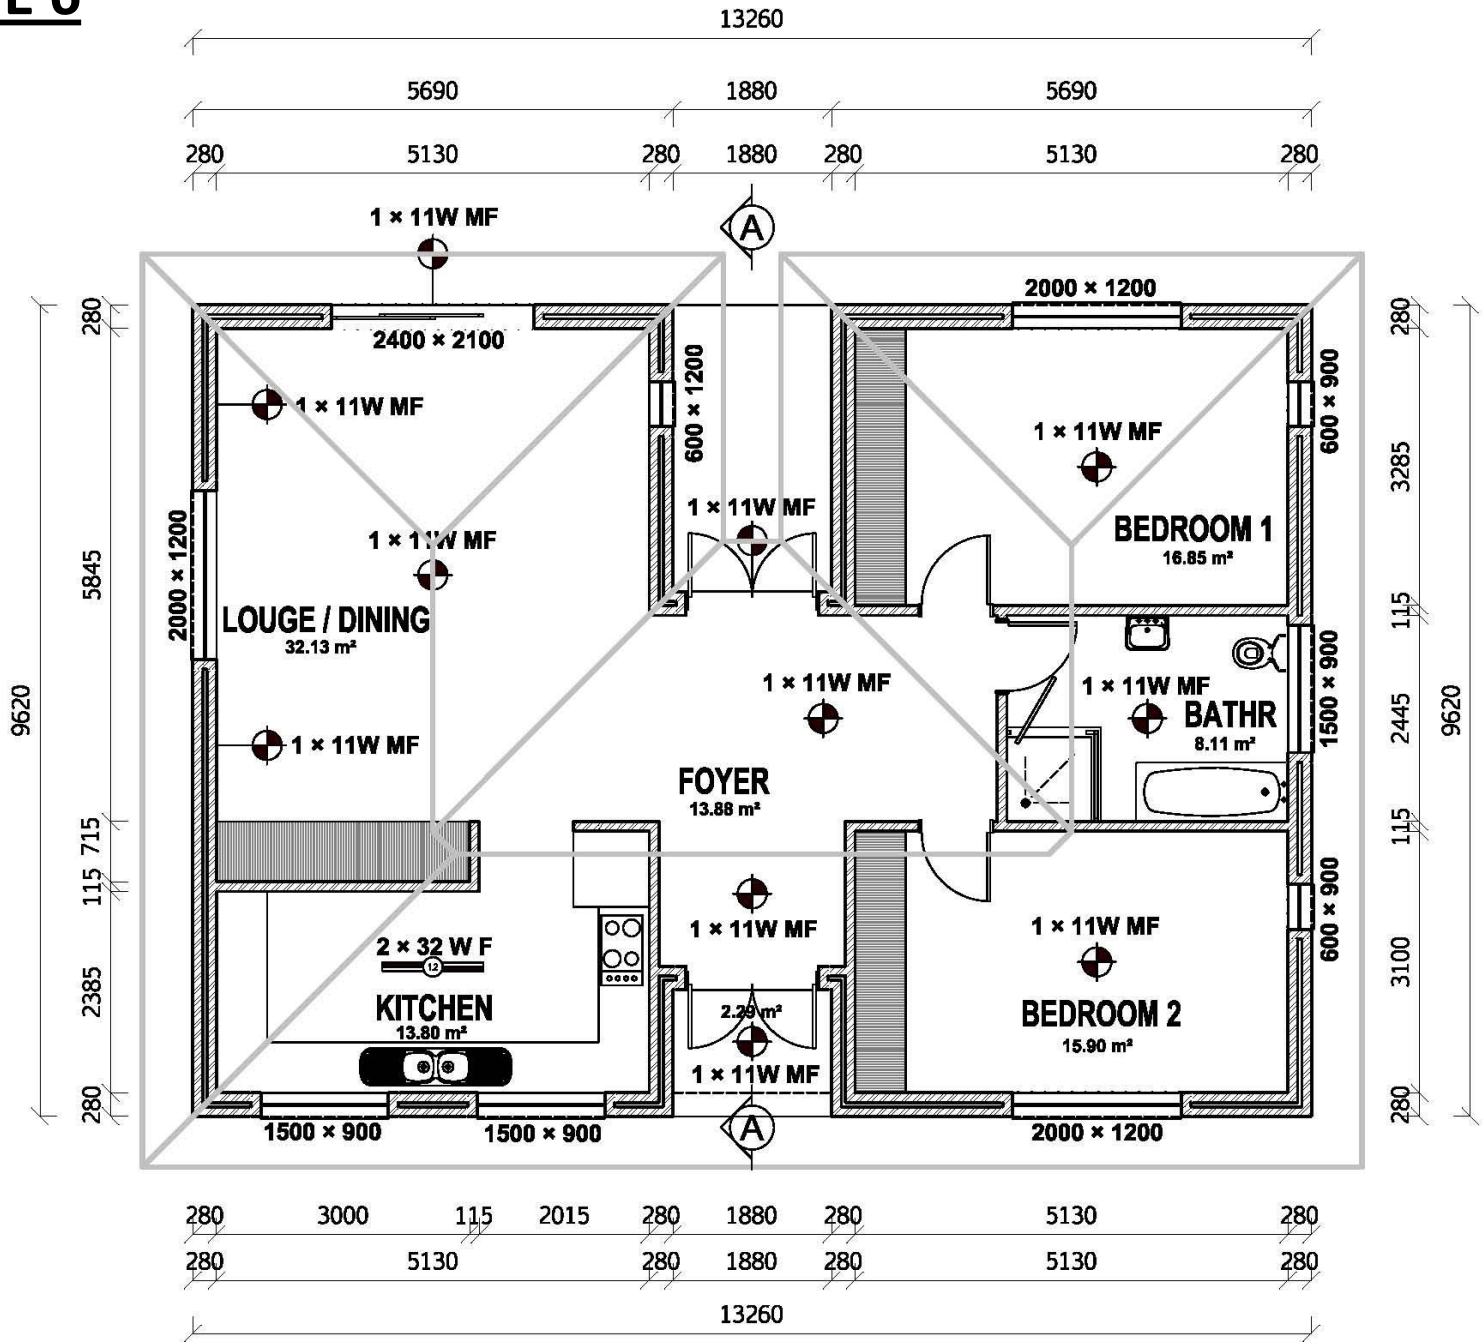 13260
5690 1880 5690
280 5130 280 1880 280 5130 280
A
1 × 11W MF
2000 × 1200
280 280
2400 × 2100
600 × 1200
600 × 900
1 × 11W MF
1 × 11W MF
3285
1 × 11W MF
BEDROOM 1
16.85 m²
1 × 11W MF
2000 × 1200
5845
LOUGE / DINING
32.13 m²
115
1 × 11W MF
1 × 11W MF
1500 × 900
BATHR
8.11 m²
9620
2445
9620
1 × 11W MF
FOYER
13.88 m²
715
115
115
1 × 11W MF
1 × 11W MF
600 × 900
2 × 32 W F
12
2385
3100
KITCHEN
13.80 m²
2.29 m²
BEDROOM 2
15.90 m²
1 × 11W MF
280
280
1500 × 900
1500 × 900
A
2000 × 1200
280 3000 115 2015 280 1880 280 5130 280
280 5130 280 1880 280 5130 280
13260